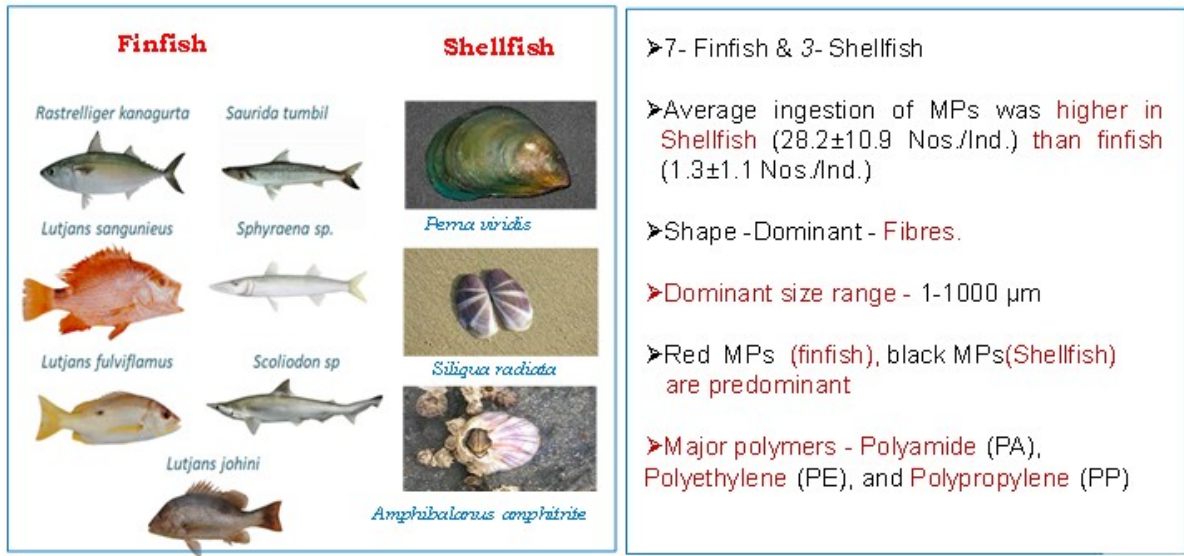 Finfish
Shellfish
Rastrelliger kanagurta
Saurida tumbil
Lutjans sangunieus
Sphyraena sp.
Lutjans fulviflamus
Scoliodon sp
Lutjans johini
Perna viridis
Siliqua radiata
Amphibalanus amphitrite
➤7- Finfish & 3- Shellfish
➤Average ingestion of MPs was higher in
Shellfish (28.2±10.9 Nos./Ind.) than finfish
(1.3±1.1 Nos./Ind.)
➤Shape -Dominant - Fibres.
➤Dominant size range - 1-1000 µm
➤Red MPs (finfish), black MPs(Shellfish)
are predominant
➤Major polymers - Polyamide (PA),
Polyethylene (PE), and Polypropylene (PP)